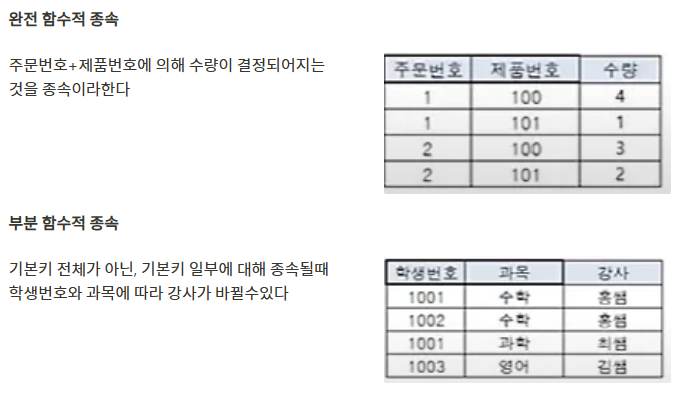 완전 함수적 종속
주문번호+제품번호에 의해 수량이 결정되어지는
것을 종속이라한다
주문번호 제품번호 수량
1 100 4
1 101 1
2 100 3
2 101 2
부분 함수적 종속
기본키 전체가 아닌, 기본키 일부에 대해 종속될때
학생번호와 과목에 따라 강사가 바뀔수있다
학생번호 과목 강사
1001 수학 홍쌤
1002 수학 홍쌤
1001 과학 최쌤
1003 영어 김쌤